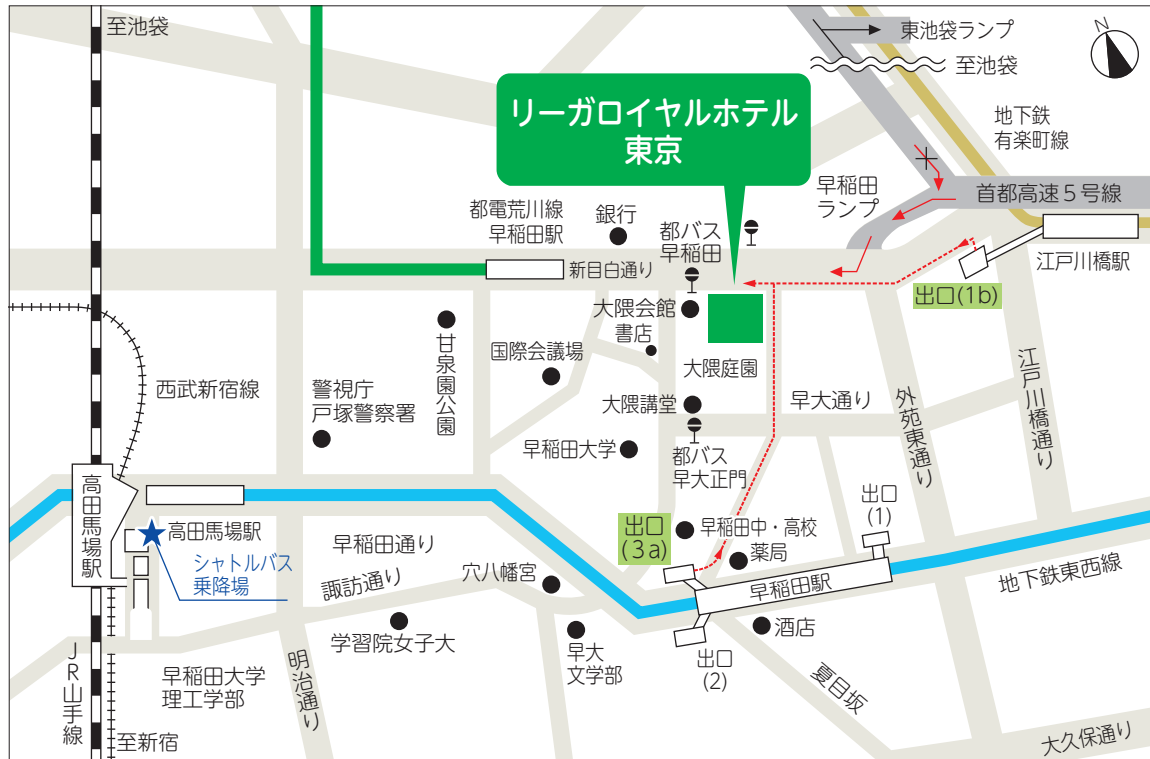 至池袋
東池袋ランプ
至池袋
N
リーガロイヤルホテル
東京
地下鉄
有楽町線
首都高速5号線
早稲田
ランプ
都電荒川線
早稲田駅
銀行
都バス
早稲田
新目白通り
江戸川橋駅
出口(1b)
大隈会館
書店
国際会議場
大隈庭園
甘泉園公園
西武新宿線
警視庁
戸塚警察署
大隈講堂
早大通り
外苑東通り
江戸川橋通り
早稲田大学
都バス
早大正門
高田馬場駅
高田馬場駅
シャトルバス
乗降場
早稲田通り
諏訪通り
出口
(3a)
早稲田中・高校
薬局
出口
(1)
早稲田駅
地下鉄東西線
穴八幡宮
学習院女子大
早大
文学部
酒店
出口
(2)
夏目坂
JR山手線
早稲田大学
理工学部
明治通り
至新宿
大久保通り